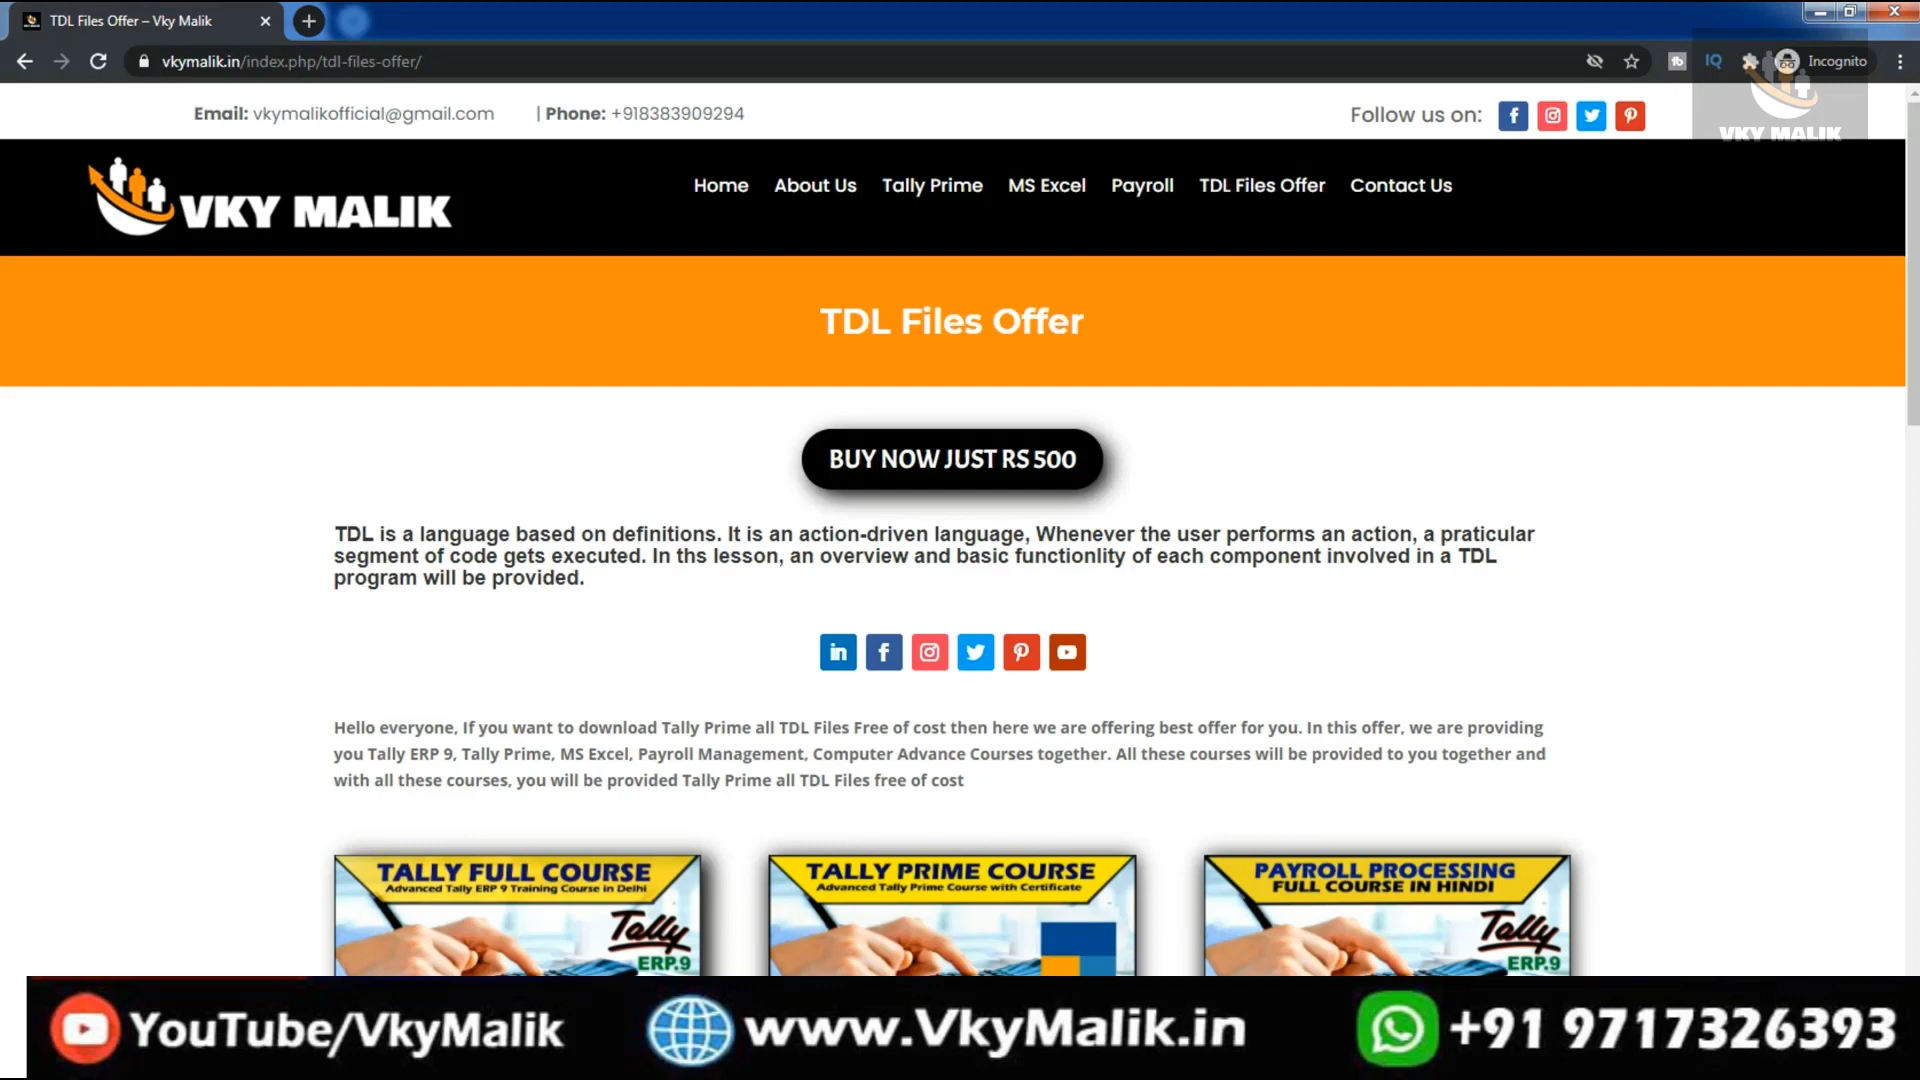 TDL Files Offer – Vky Malik
vkymalik.in/index.php/tdl-files-offer/
Incognito
Email: vkymalikofficial@gmail.com | Phone: +918383909294
Follow us on:
VKY MALIK
VKY MALIK
Home About Us Tally Prime MS Excel Payroll TDL Files Offer Contact Us
TDL Files Offer
BUY NOW JUST RS 500
TDL is a language based on definitions. It is an action-driven language, Whenever the user performs an action, a praticular
segment of code gets executed. In ths lesson, an overview and basic functionlity of each component involved in a TDL
program will be provided.
Hello everyone, If you want to download Tally Prime all TDL Files Free of cost then here we are offering best offer for you. In this offer, we are providing
you Tally ERP 9, Tally Prime, MS Excel, Payroll Management, Computer Advance Courses together. All these courses will be provided to you together and
with all these courses, you will be provided Tally Prime all TDL Files free of cost
TALLY FULL COURSE
Advanced Tally ERP 9 Training Course in Delhi
Tally
ERP.9
TALLY PRIME COURSE
Advanced Tally Prime Course with Certificate
PAYROLL PROCESSING
FULL COURSE IN HINDI
Tally
ERP.9
YouTube/VkyMalik
www.VkyMalik.in
+91 9717326393